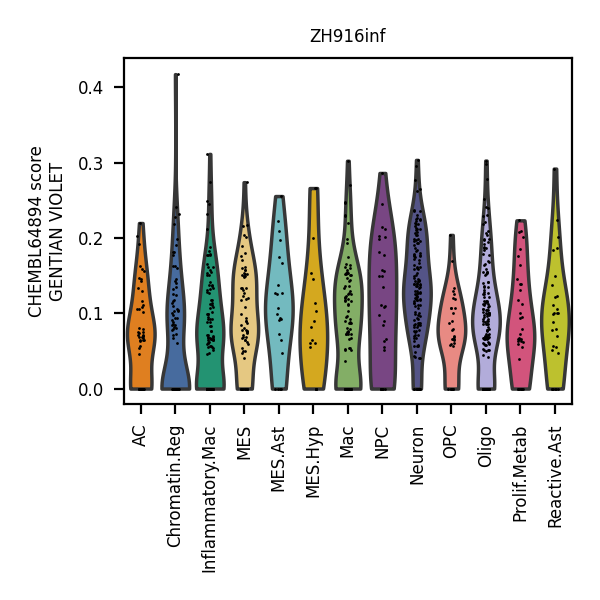 ZH916inf
CHEMBL64894 score
GENTIAN VIOLET
0.4
0.3
0.2
0.1
0.0
AC
Chromatin.Reg
Inflammatory.Mac
MES
MES.Ast
MES.Hyp
Mac
NPC
Neuron
OPC
Oligo
Prolif.Metab
Reactive.Ast